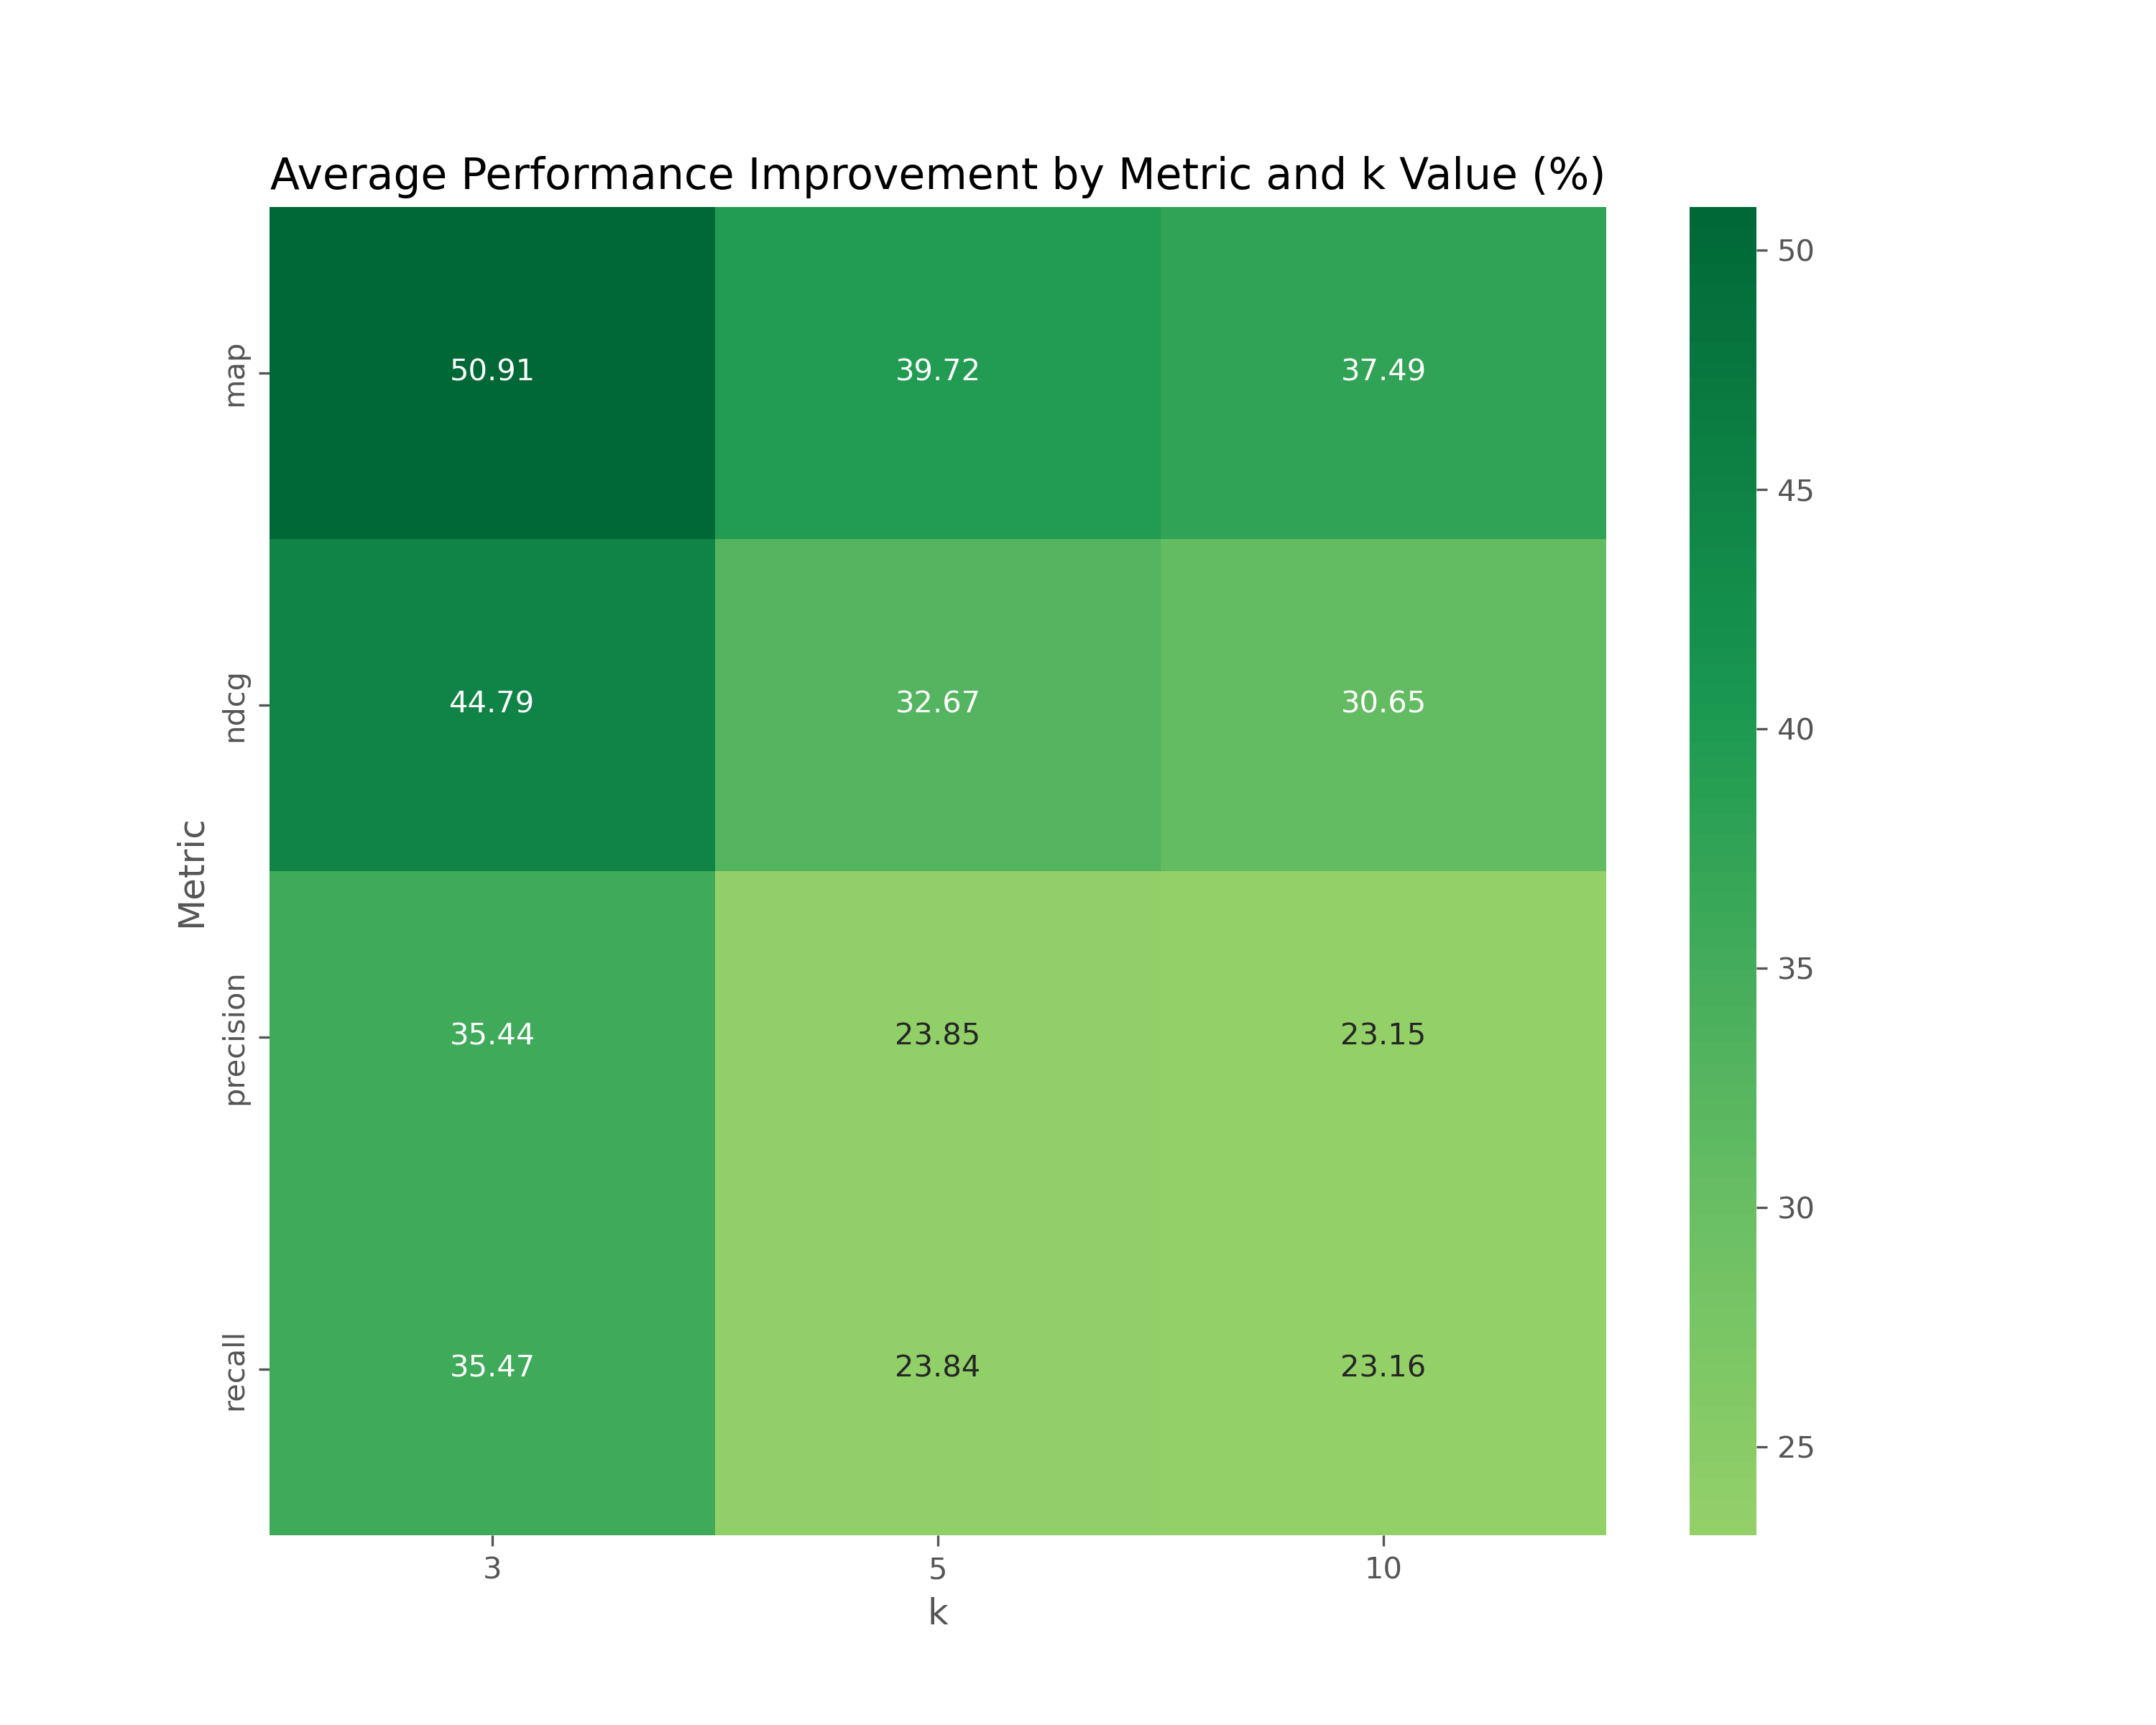 Average Performance Improvement by Metric and k Value (%)
Metric
map
50.91 39.72 37.49
ndcg
44.79 32.67 30.65
precision
35.44 23.85 23.15
recall
35.47 23.84 23.16
3 5 10
k
50
45
40
35
30
25